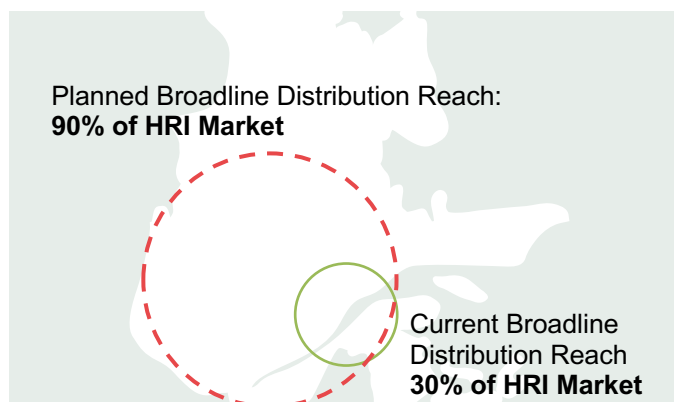 Planned Broadline Distribution Reach:
90% of HRI Market
Current Broadline
Distribution Reach
30% of HRI Market